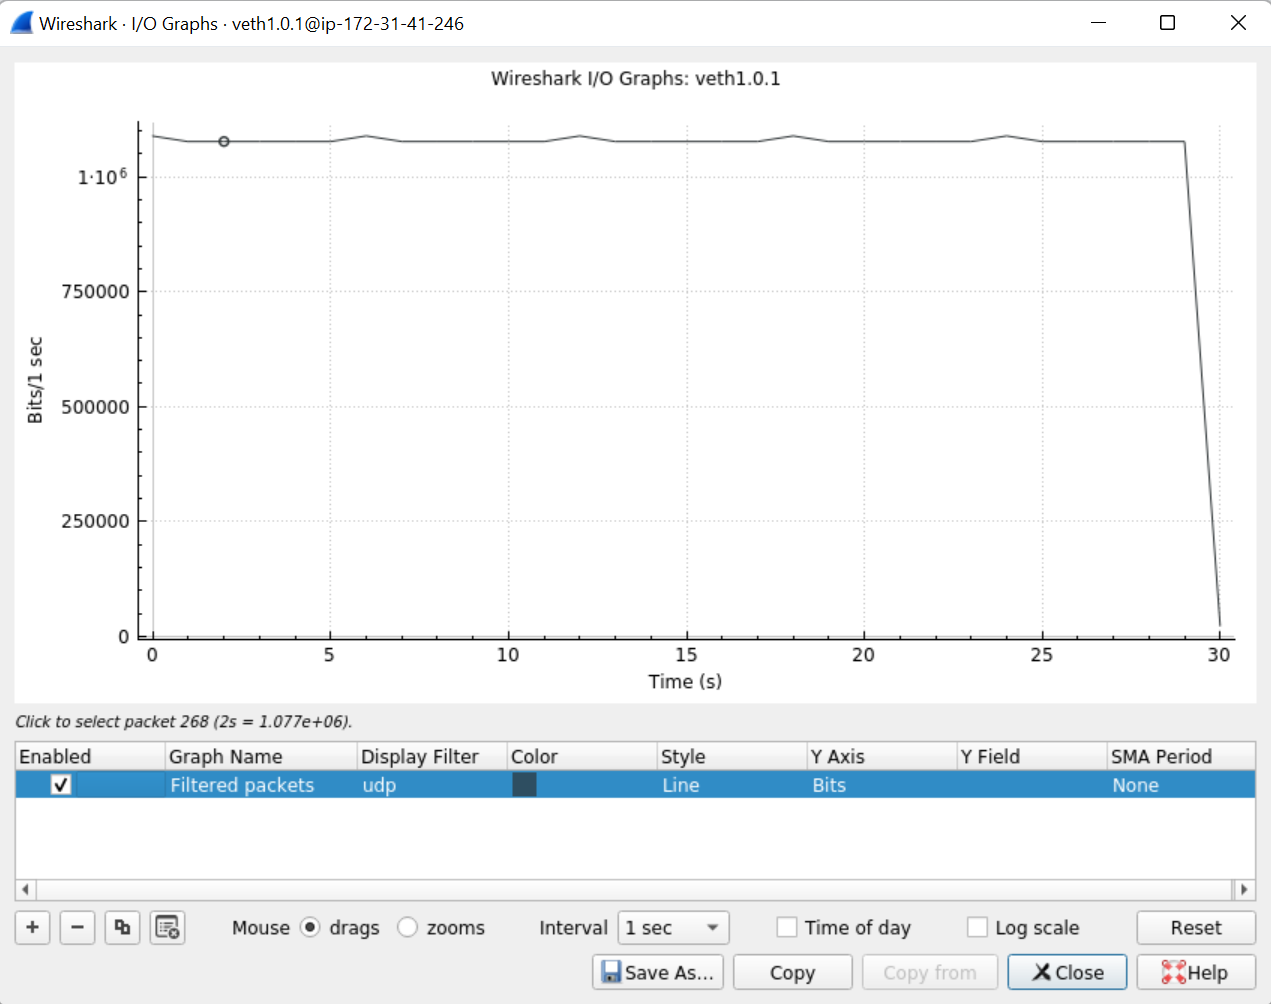 Wireshark · I/O Graphs · veth1.0.1@ip-172-31-41-246
Wireshark I/O Graphs: veth1.0.1
1·10⁶
750000
500000
250000
0
Bits/1 sec
0 5 10 15 20 25 30
Time (s)
Click to select packet 268 (2s = 1.077e+06).
Enabled Graph Name Display Filter Color Style Y Axis Y Field SMA Period
Filtered packets udp Line Bits None
Mouse drags zooms Interval 1 sec Time of day Log scale Reset
Save As... Copy Copy from Close Help